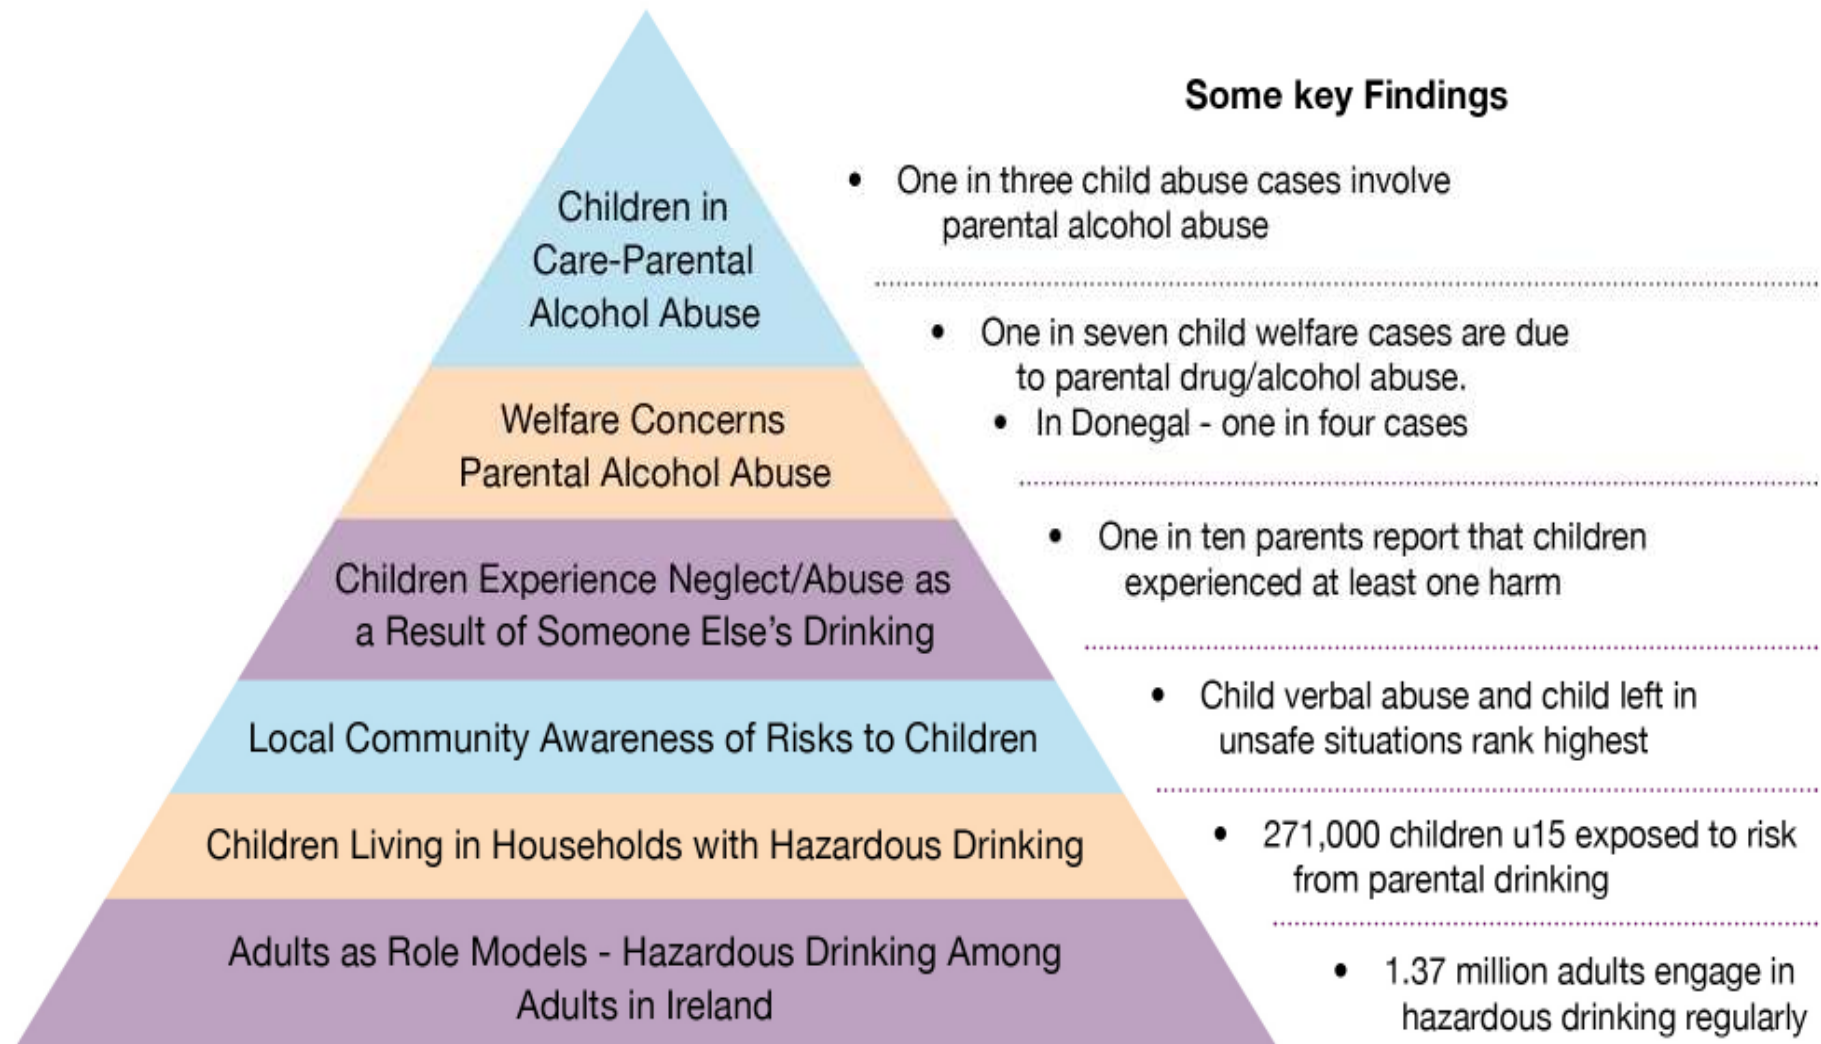 Some key Findings
Children in
Care-Parental
Alcohol Abuse
• One in three child abuse cases involve
parental alcohol abuse
Welfare Concerns
Parental Alcohol Abuse
• One in seven child welfare cases are due
to parental drug/alcohol abuse.
• In Donegal - one in four cases
Children Experience Neglect/Abuse as
a Result of Someone Else’s Drinking
• One in ten parents report that children
experienced at least one harm
Local Community Awareness of Risks to Children
• Child verbal abuse and child left in
unsafe situations rank highest
Children Living in Households with Hazardous Drinking
• 271,000 children u15 exposed to risk
from parental drinking
Adults as Role Models - Hazardous Drinking Among
Adults in Ireland
• 1.37 million adults engage in
hazardous drinking regularly